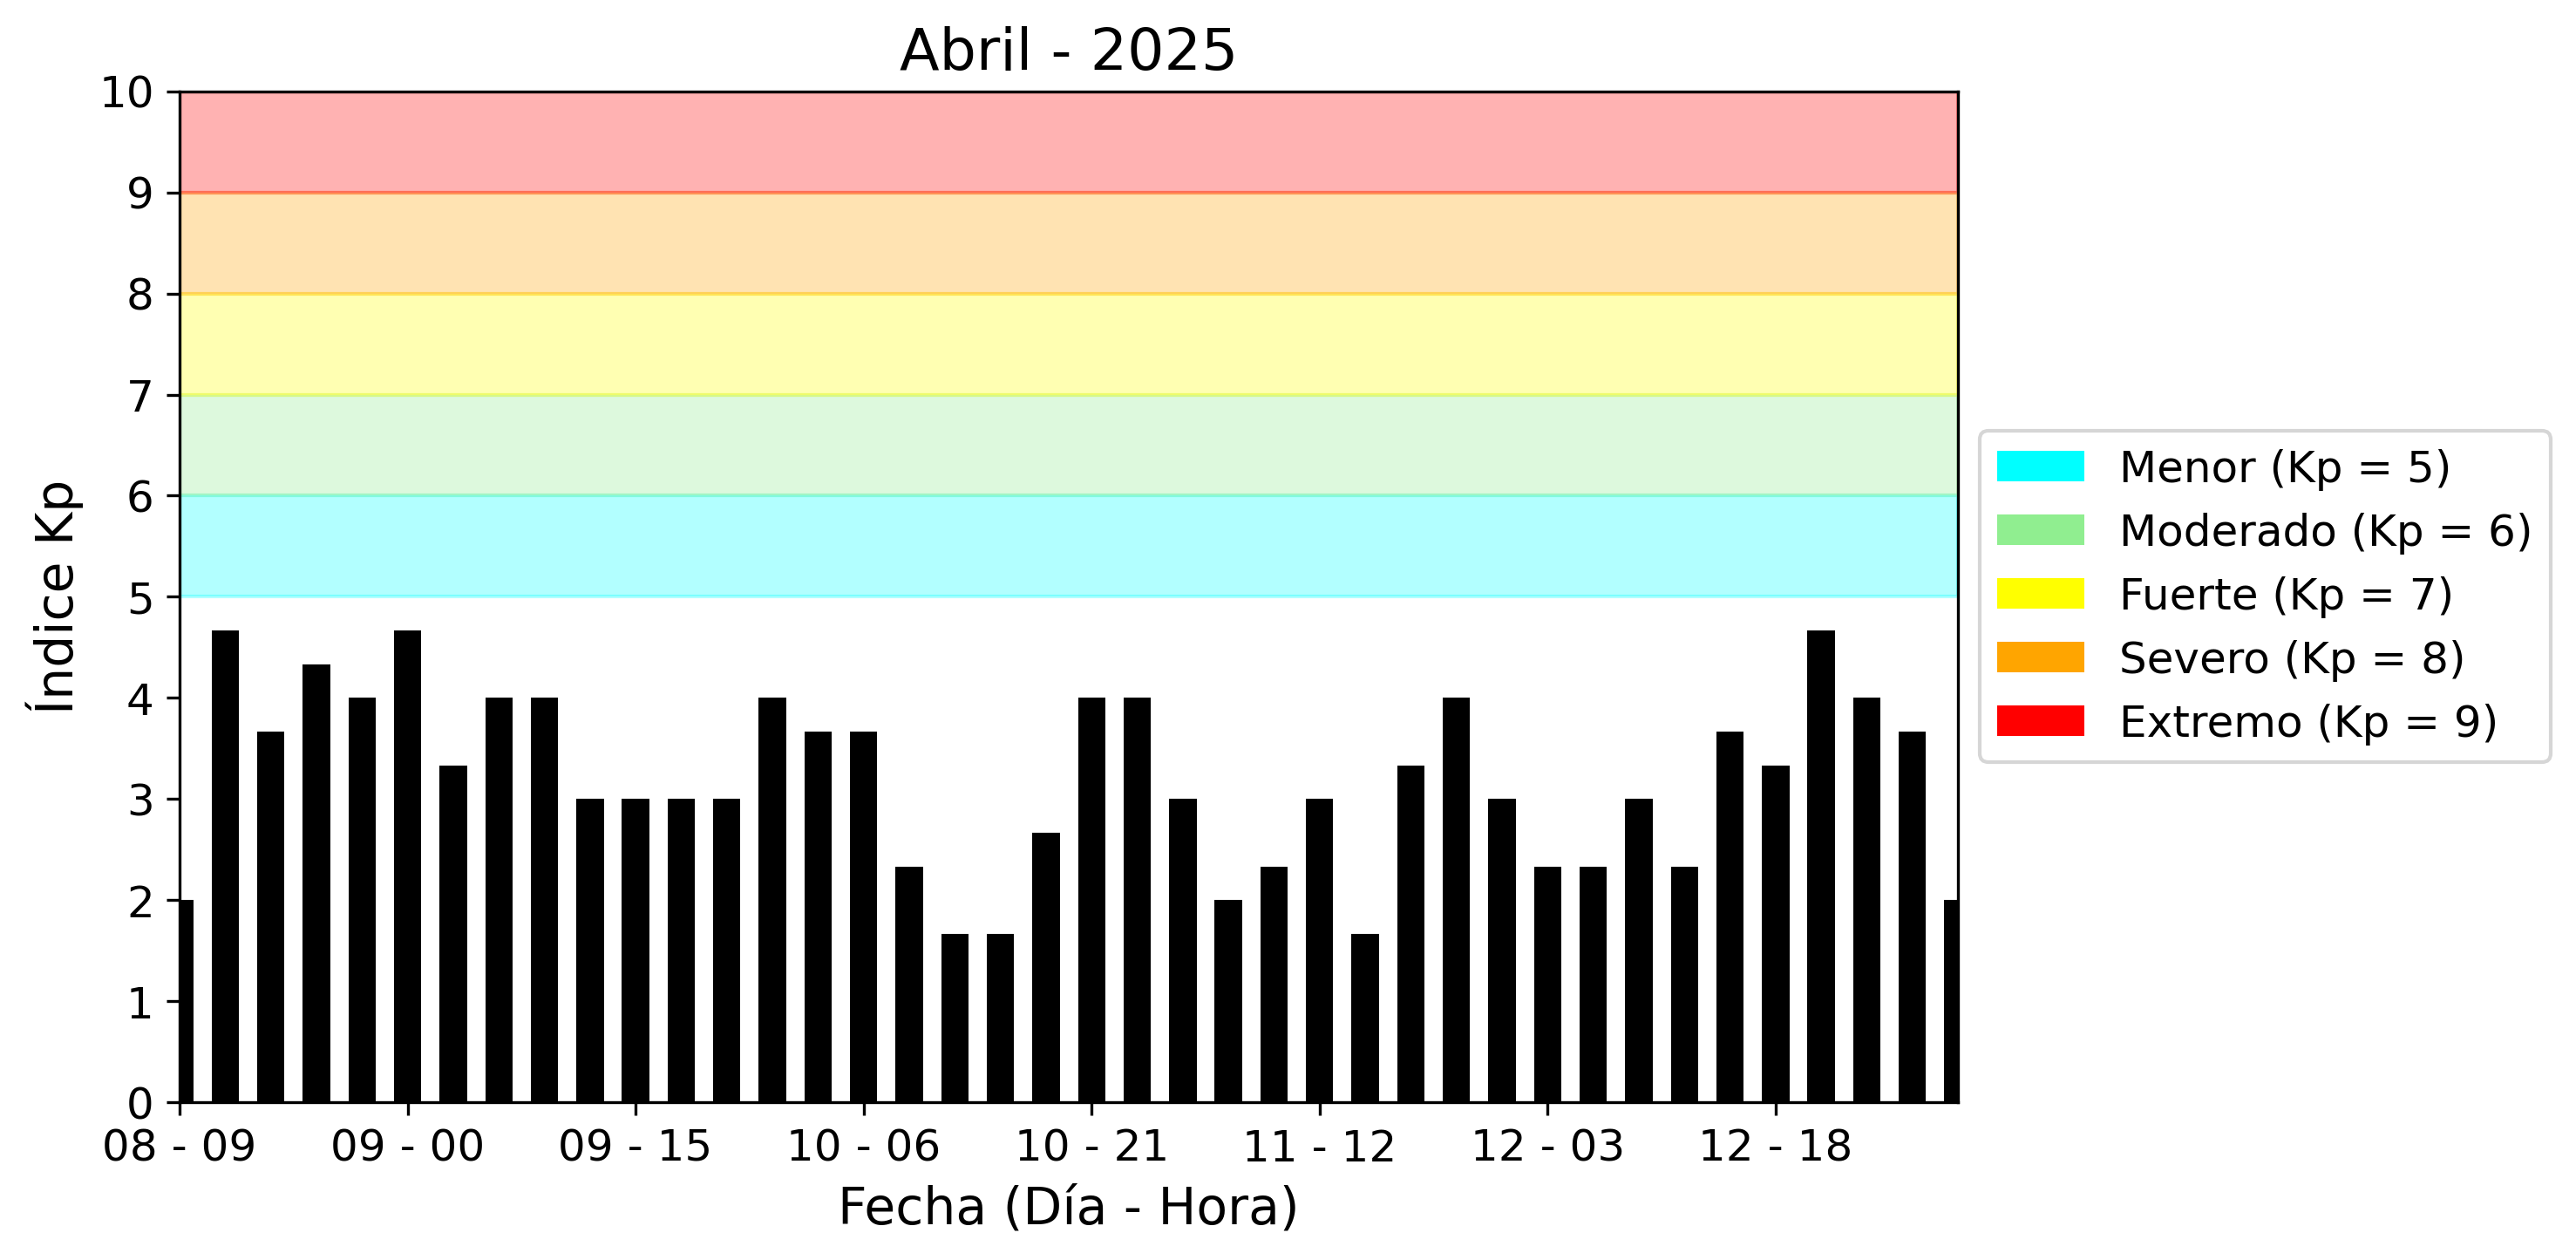 Abril - 2025
10
9
8
7
6
5
4
3
2
1
0
Índice Kp
08 - 09
09 - 00
09 - 15
10 - 06
10 - 21
11 - 12
12 - 03
12 - 18
Fecha (Día - Hora)
Menor (Kp = 5)
Moderado (Kp = 6)
Fuerte (Kp = 7)
Severo (Kp = 8)
Extremo (Kp = 9)